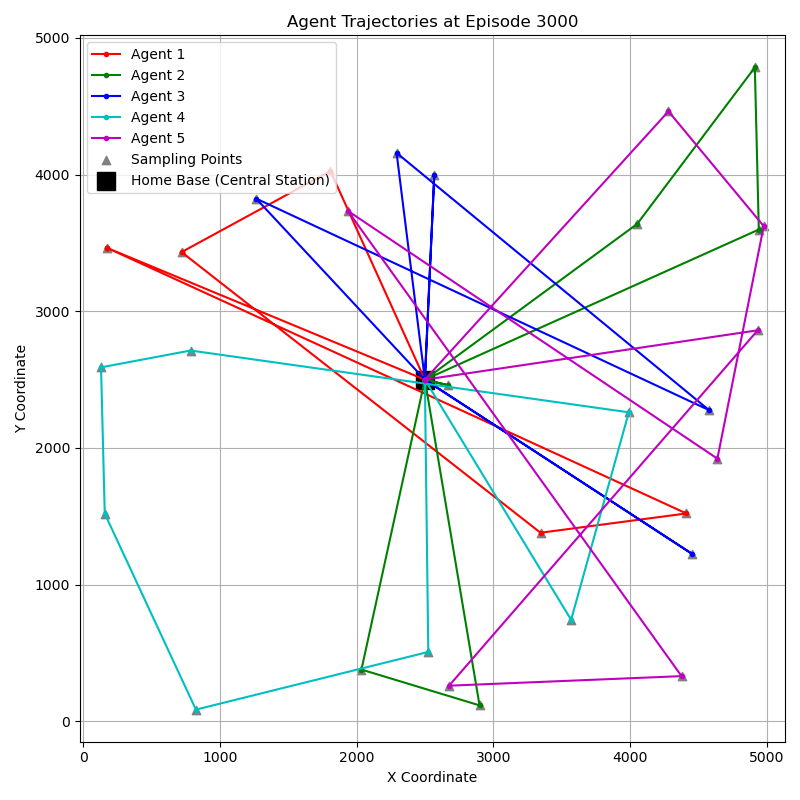 Agent Trajectories at Episode 3000
5000
4000
3000
2000
1000
0
Y Coordinate
Agent 1
Agent 2
Agent 3
Agent 4
Agent 5
Sampling Points
Home Base (Central Station)
0 1000 2000 3000 4000 5000
X Coordinate